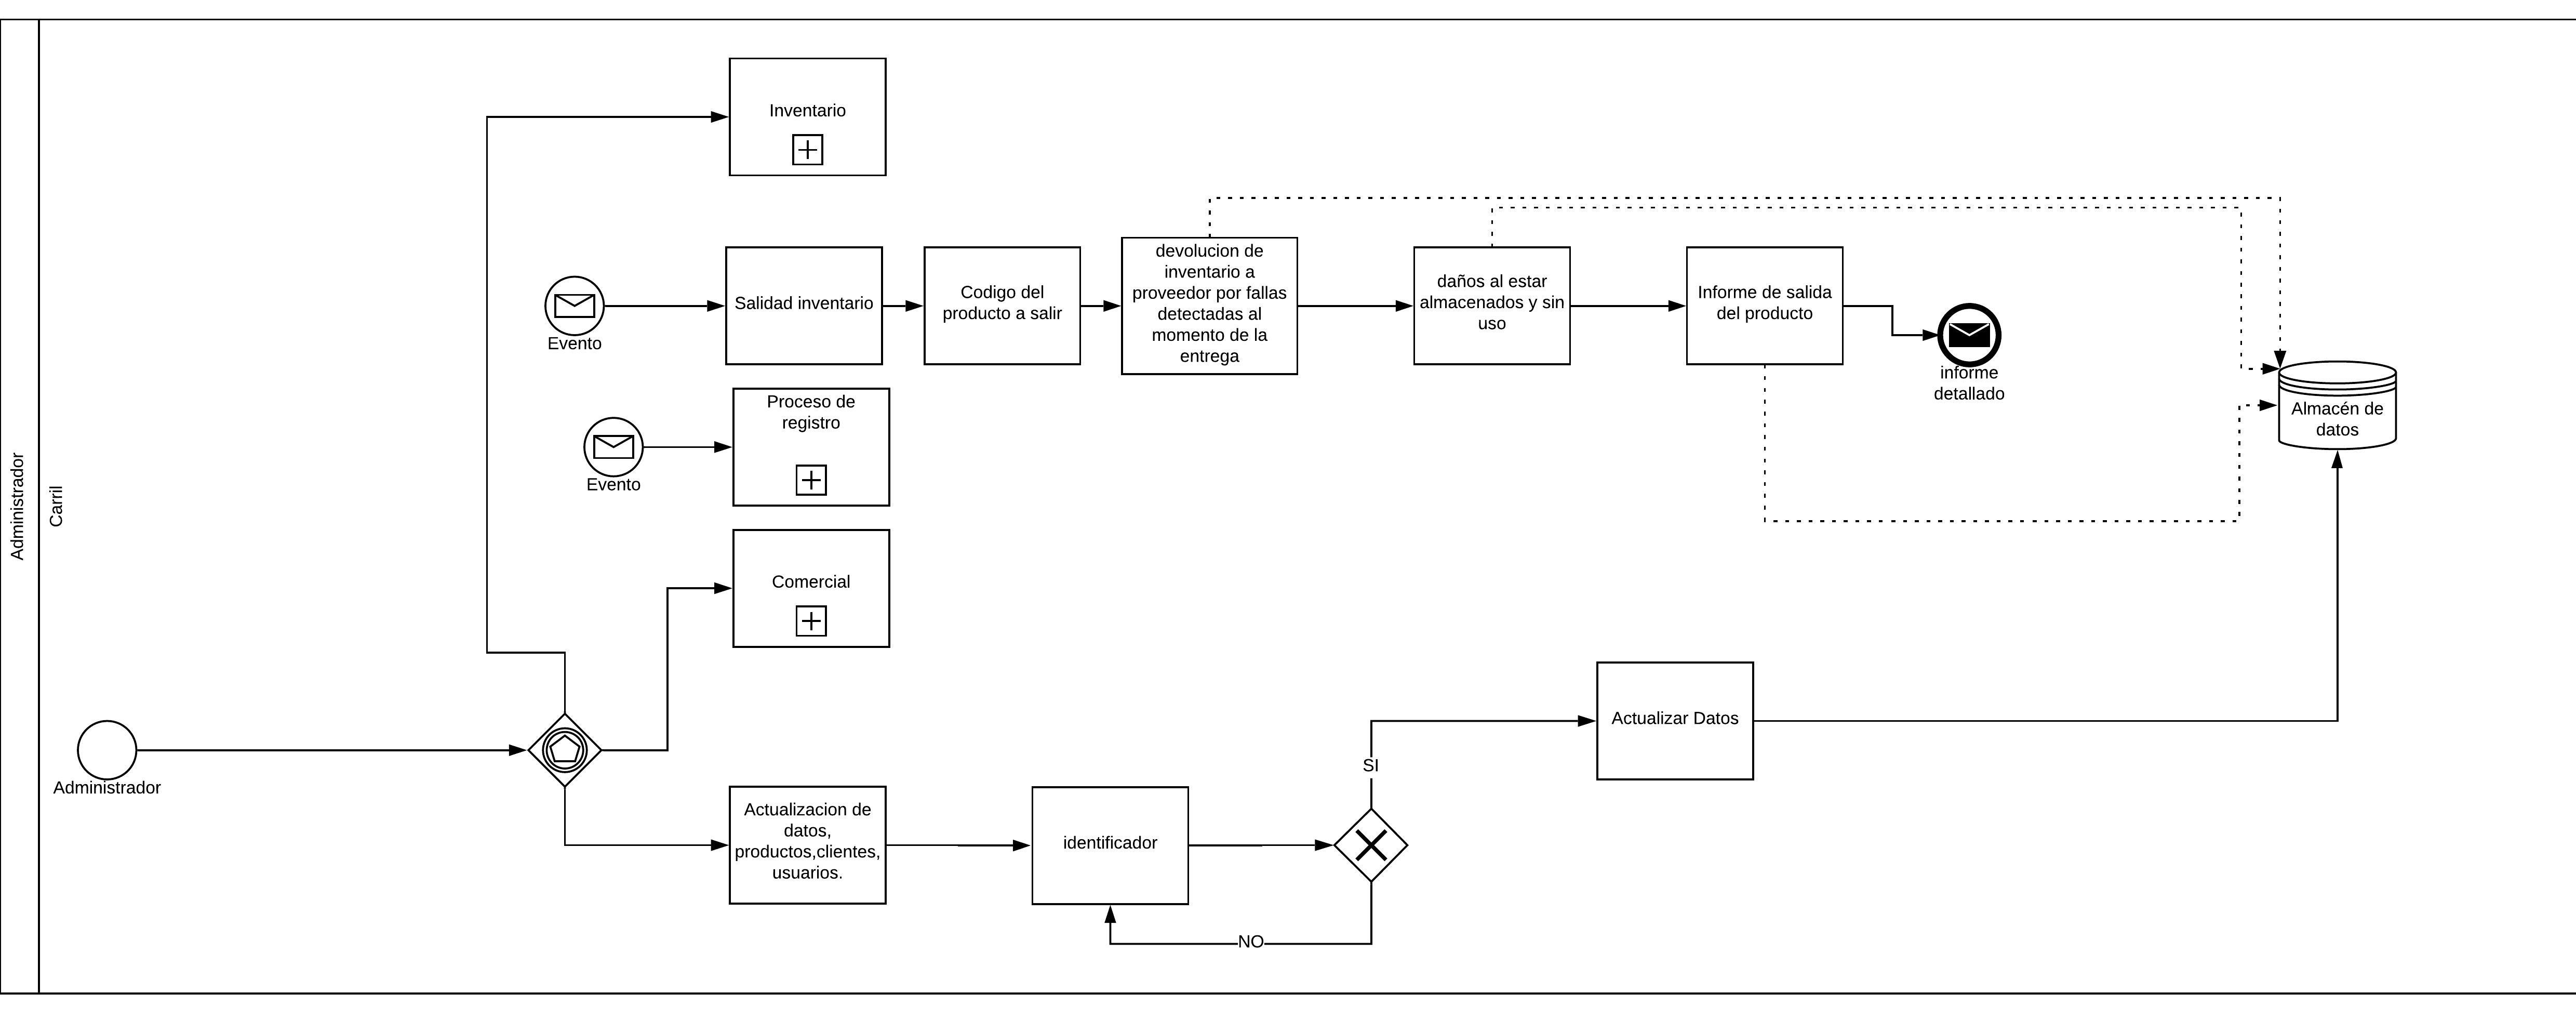 Administrador
Carril
Inventario
Evento
Salidad inventario
Codigo del
producto a salir
devolucion de
inventario a
proveedor por fallas
detectadas al
momento de la
entrega
daños al estar
almacenados y sin
uso
Informe de salida
del producto
informe
detallado
Almacén de
datos
Evento
Proceso de
registro
Comercial
Administrador
Actualizacion de
datos,
productos,clientes,
usuarios.
identificador
SI
NO
Actualizar Datos